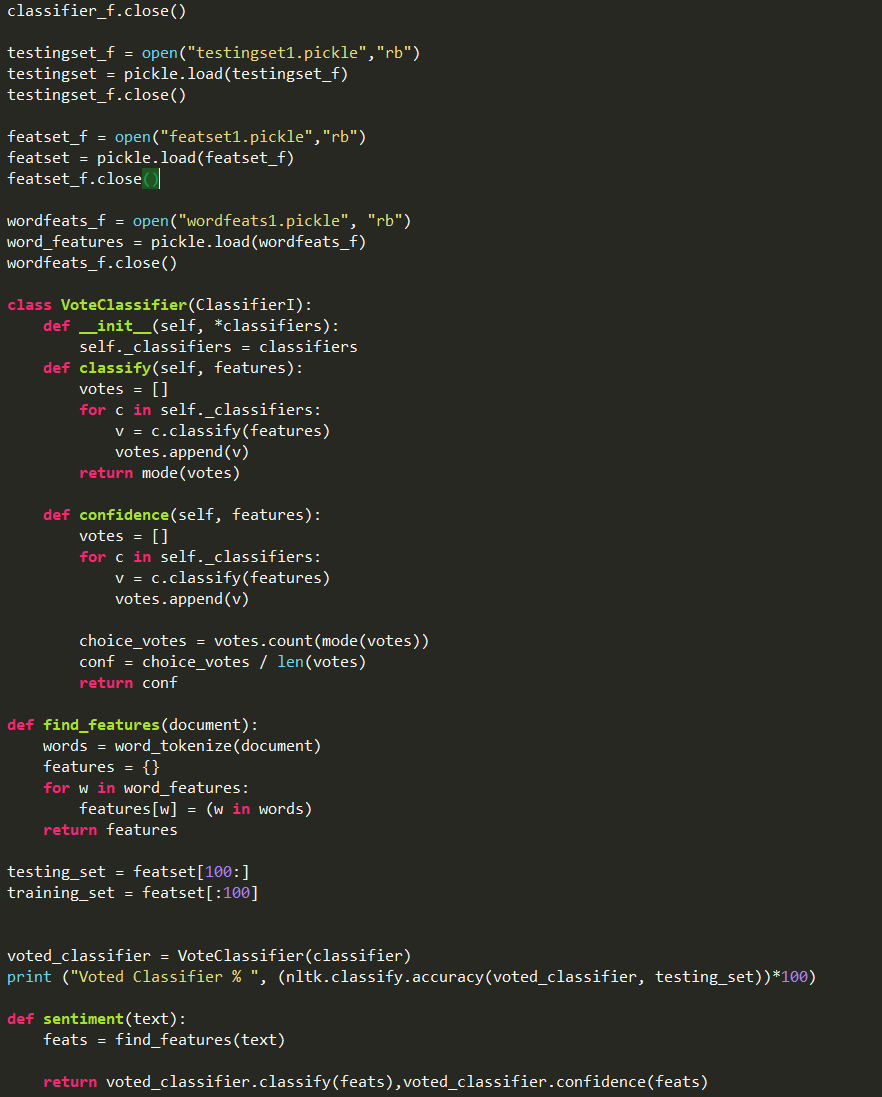 classifier_f.close()
testingset_f = open("testingset1.pickle","rb")
testingset = pickle.load(testingset_f)
testingset_f.close()
featset_f = open("featset1.pickle","rb")
featset = pickle.load(featset_f)
featset_f.close()
wordfeats_f = open("wordfeats1.pickle", "rb")
word_features = pickle.load(wordfeats_f)
wordfeats_f.close()
class VoteClassifier(ClassifierI):
    def __init__(self, *classifiers):
        self._classifiers = classifiers
    def classify(self, features):
        votes = []
        for c in self._classifiers:
            v = c.classify(features)
            votes.append(v)
        return mode(votes)
    def confidence(self, features):
        votes = []
        for c in self._classifiers:
            v = c.classify(features)
            votes.append(v)
        choice_votes = votes.count(mode(votes))
        conf = choice_votes / len(votes)
        return conf
def find_features(document):
    words = word_tokenize(document)
    features = {}
    for w in word_features:
        features[w] = (w in words)
    return features
testing_set = featset[100:]
training_set = featset[:100]
voted_classifier = VoteClassifier(classifier)
print ("Voted Classifier % ", (nltk.classify.accuracy(voted_classifier, testing_set))*100)
def sentiment(text):
    feats = find_features(text)
    return voted_classifier.classify(feats),voted_classifier.confidence(feats)